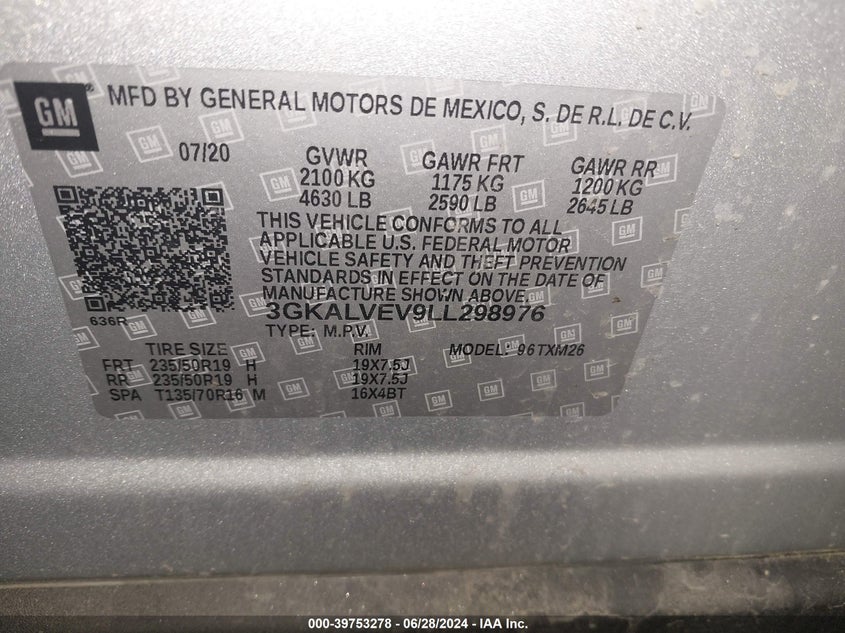 GM
MFD BY GENERAL MOTORS DE MEXICO, S. DE R.L. DE C.V.
07/20
GVWR GAWR FRT GAWR RR
2100 KG 1175 KG 1200 KG
4630 LB 2590 LB 2645 LB
THIS VEHICLE CONFORMS TO ALL
APPLICABLE U.S. FEDERAL MOTOR
VEHICLE SAFETY AND THEFT PREVENTION
STANDARDS IN EFFECT ON THE DATE OF
MANUFACTURE SHOWN ABOVE.
636R
3GKALVEV9LL298976
TYPE: M.P.V.
TIRE SIZE RIM MODEL: 96TXM26
FRT 235/50R19 H 19X7.5J
RR 235/50R19 H 19X7.5J
SPA T135/70R16 M 16X4BT
000-39753278 - 06/28/2024 - IAA Inc.